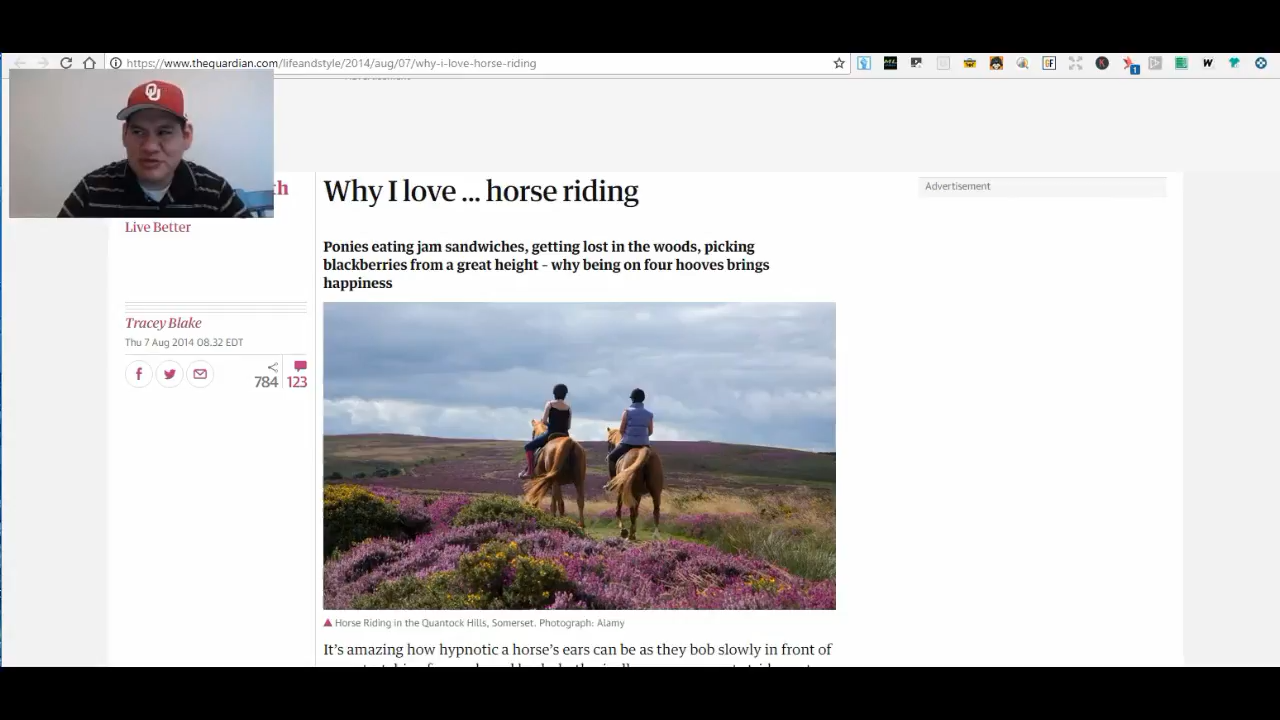 https://www.theguardian.com/lifeandstyle/2014/aug/07/why-i-love-horse-riding
OU
Why I love ... horse riding
Advertisement
Live Better
Ponies eating jam sandwiches, getting lost in the woods, picking
blackberries from a great height – why being on four hooves brings
happiness
Tracey Blake
Thu 7 Aug 2014 08.32 EDT
784 123
Horse Riding in the Quantock Hills, Somerset. Photograph: Alamy
It's amazing how hypnotic a horse's ears can be as they bob slowly in front of